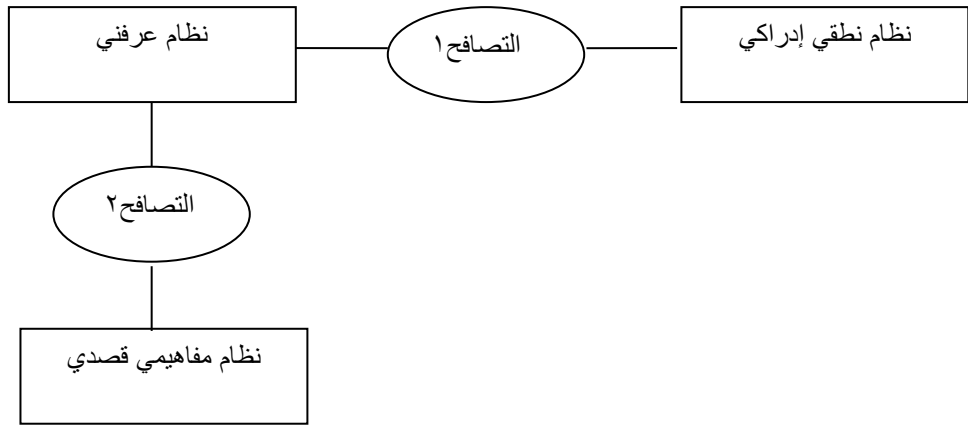 نظام نطقي إدراكي
التصافح١
نظام عرفني
التصافح٢
نظام مفاهيمي قصدي